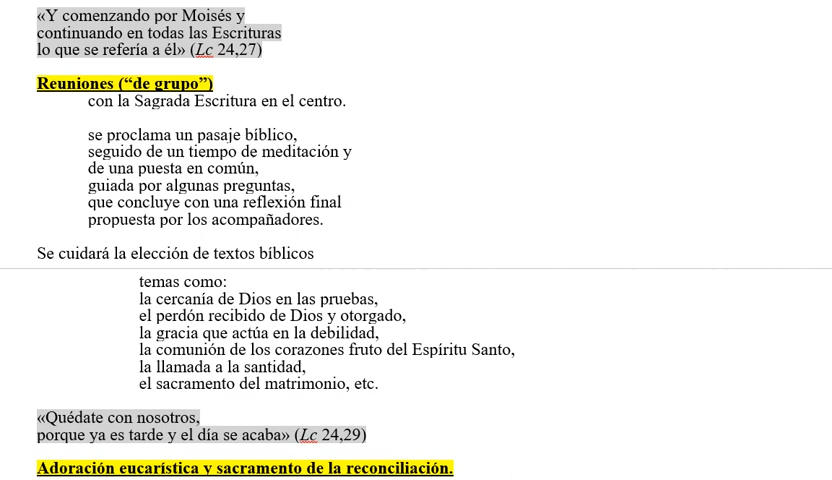 «Y comenzando por Moisés y
continuando en todas las Escrituras
lo que se refería a él» (Lc 24,27)
Reuniones (“de grupo”)
con la Sagrada Escritura en el centro.
se proclama un pasaje bíblico,
seguido de un tiempo de meditación y
de una puesta en común,
guiada por algunas preguntas,
que concluye con una reflexión final
propuesta por los acompañadores.
Se cuidará la elección de textos bíblicos
temas como:
la cercanía de Dios en las pruebas,
el perdón recibido de Dios y otorgado,
la gracia que actúa en la debilidad,
la comunión de los corazones fruto del Espíritu Santo,
la llamada a la santidad,
el sacramento del matrimonio, etc.
«Quédate con nosotros,
porque ya es tarde y el día se acaba» (Lc 24,29)
Adoración eucarística y sacramento de la reconciliación.